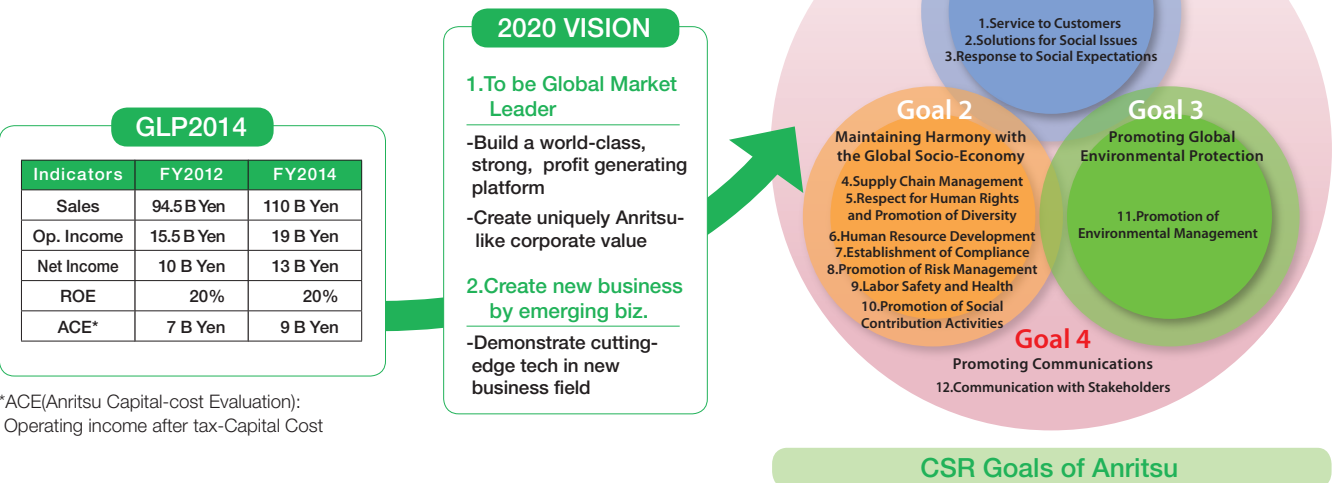 GLP2014
Indicators FY2012 FY2014
Sales 94.5 B Yen 110 B Yen
Op. Income 15.5 B Yen 19 B Yen
Net Income 10 B Yen 13 B Yen
ROE 20% 20%
ACE* 7 B Yen 9 B Yen
*ACE(Anritsu Capital-cost Evaluation):
Operating income after tax-Capital Cost
2020 VISION
1.To be Global Market
Leader
-Build a world-class,
strong, profit generating
platform
-Create uniquely Anritsu-
like corporate value
2.Create new business
by emerging biz.
-Demonstrate cutting-
edge tech in new
business field
1.Service to Customers
2.Solutions for Social Issues
3.Response to Social Expectations
Goal 2
Maintaining Harmony with
the Global Socio-Economy
4.Supply Chain Management
5.Respect for Human Rights
and Promotion of Diversity
6.Human Resource Development
7.Establishment of Compliance
8.Promotion of Risk Management
9.Labor Safety and Health
10.Promotion of Social
Contribution Activities
Goal 3
Promoting Global
Environmental Protection
11.Promotion of
Environmental Management
Goal 4
Promoting Communications
12.Communication with Stakeholders
CSR Goals of Anritsu